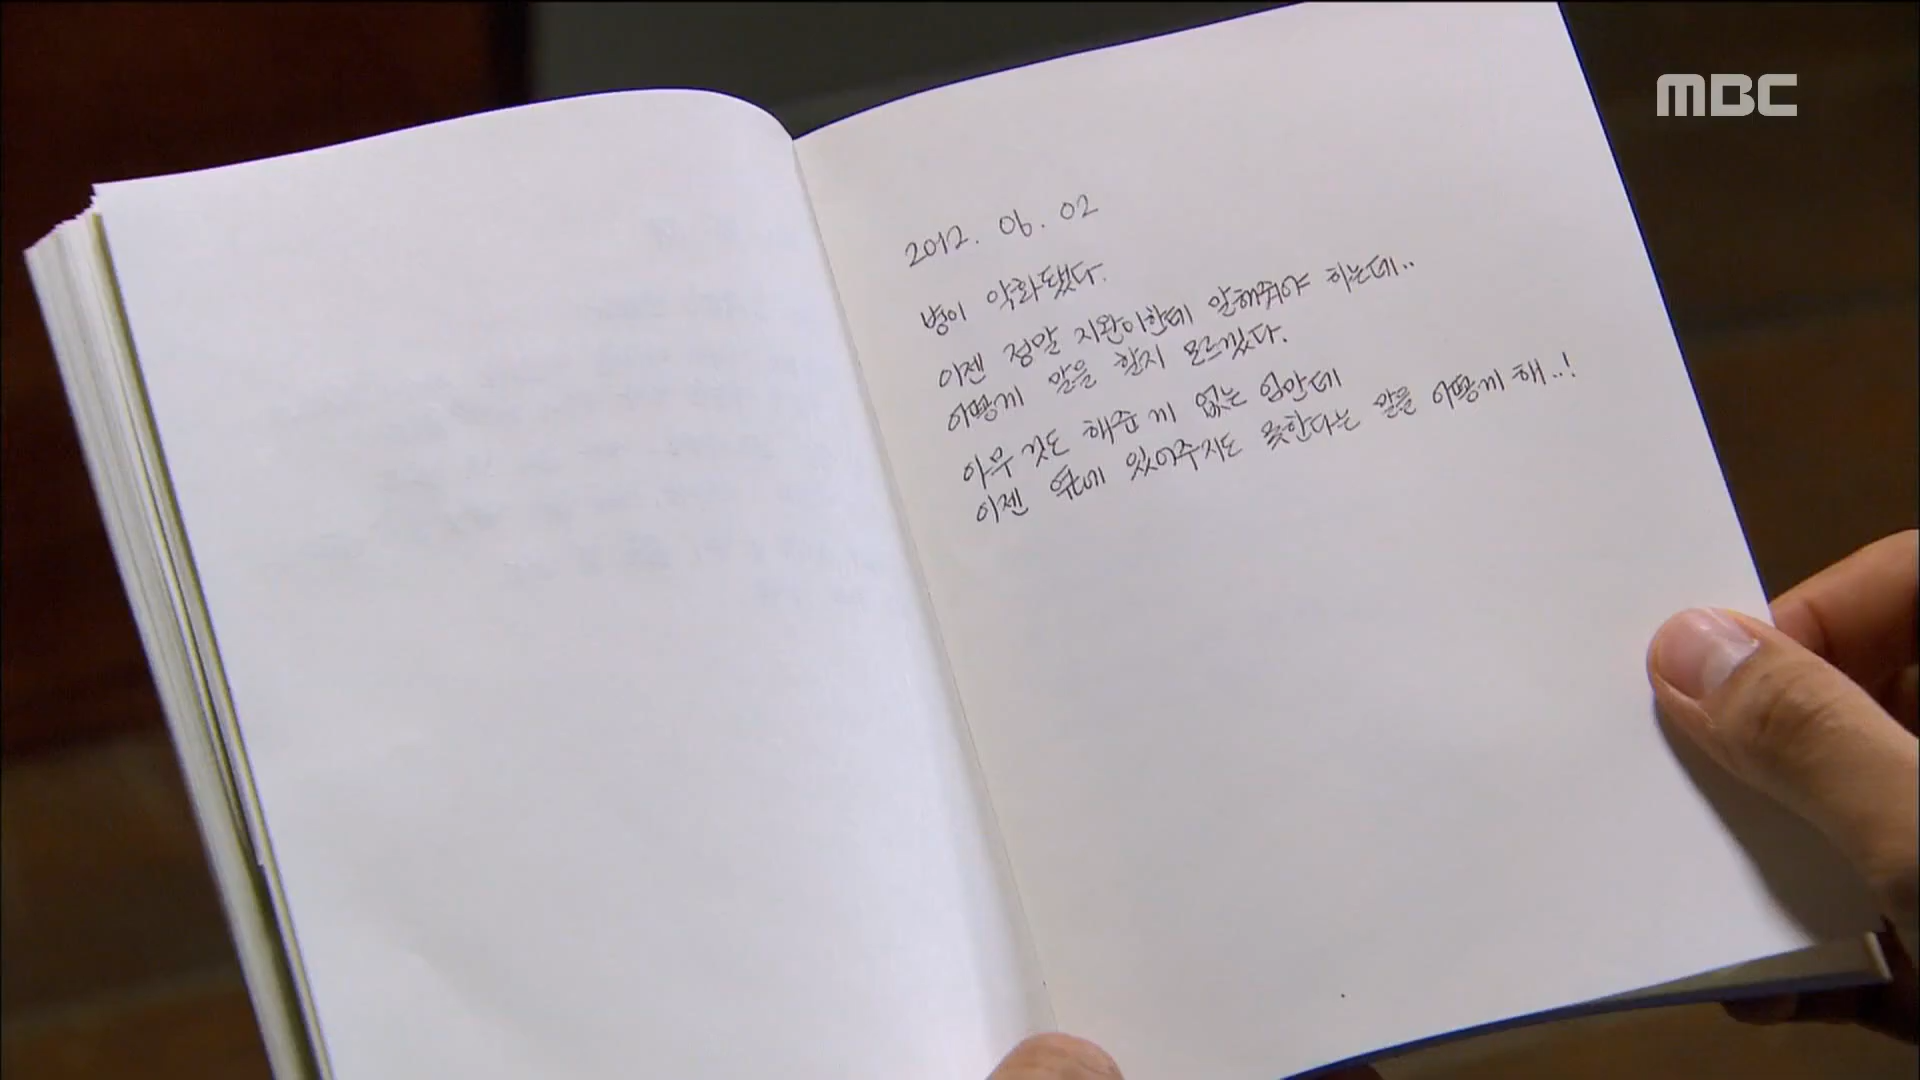 MBC
2012. 06. 02
병이 악화됐다.
이젠 정말 지완이한테 말해줘야 하는데..
어떻게 말을 할지 모르겠다.
아무것도 해준 게 없는 엄만데
이젠 곁에 있어주지도 못한다는 말을 어떻게 해..!